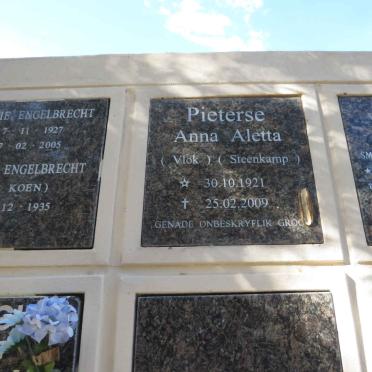 ENGELBRECHT
11 1927
02 2005
ENGELBRECHT
KOEN )
12 - 1935
Pieterse
Anna Aletta
( Vlok ) ( Steenkamp )
☆ 30.10.1921
✝ 25.02.2009
GENADE ONBESKRYFLIK GROOT